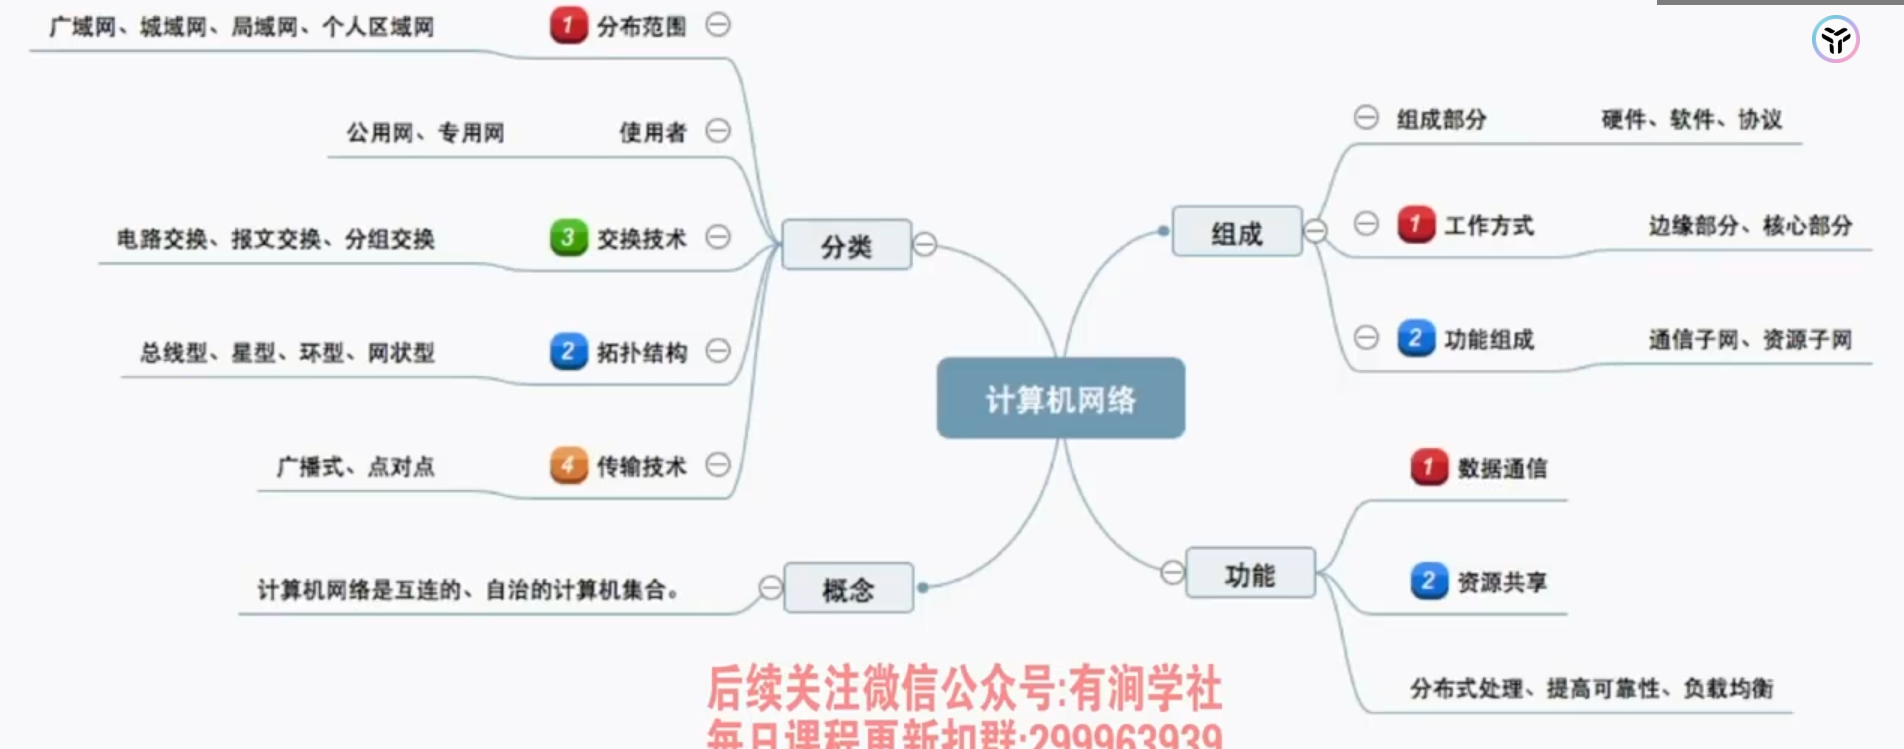 广域网、城域网、局域网、个人区域网 1 分布范围
公用网、专用网 使用者
电路交换、报文交换、分组交换 3 交换技术
总线型、星型、环型、网状型 2 拓扑结构
广播式、点对点 4 传输技术
分类
计算机网络是互连的、自治的计算机集合。
概念
计算机网络
组成
组成部分 硬件、软件、协议
1 工作方式 边缘部分、核心部分
2 功能组成 通信子网、资源子网
功能
1 数据通信
2 资源共享
分布式处理、提高可靠性、负载均衡
后续关注微信公众号:有涧学社
每日课程更新扣群:299963939